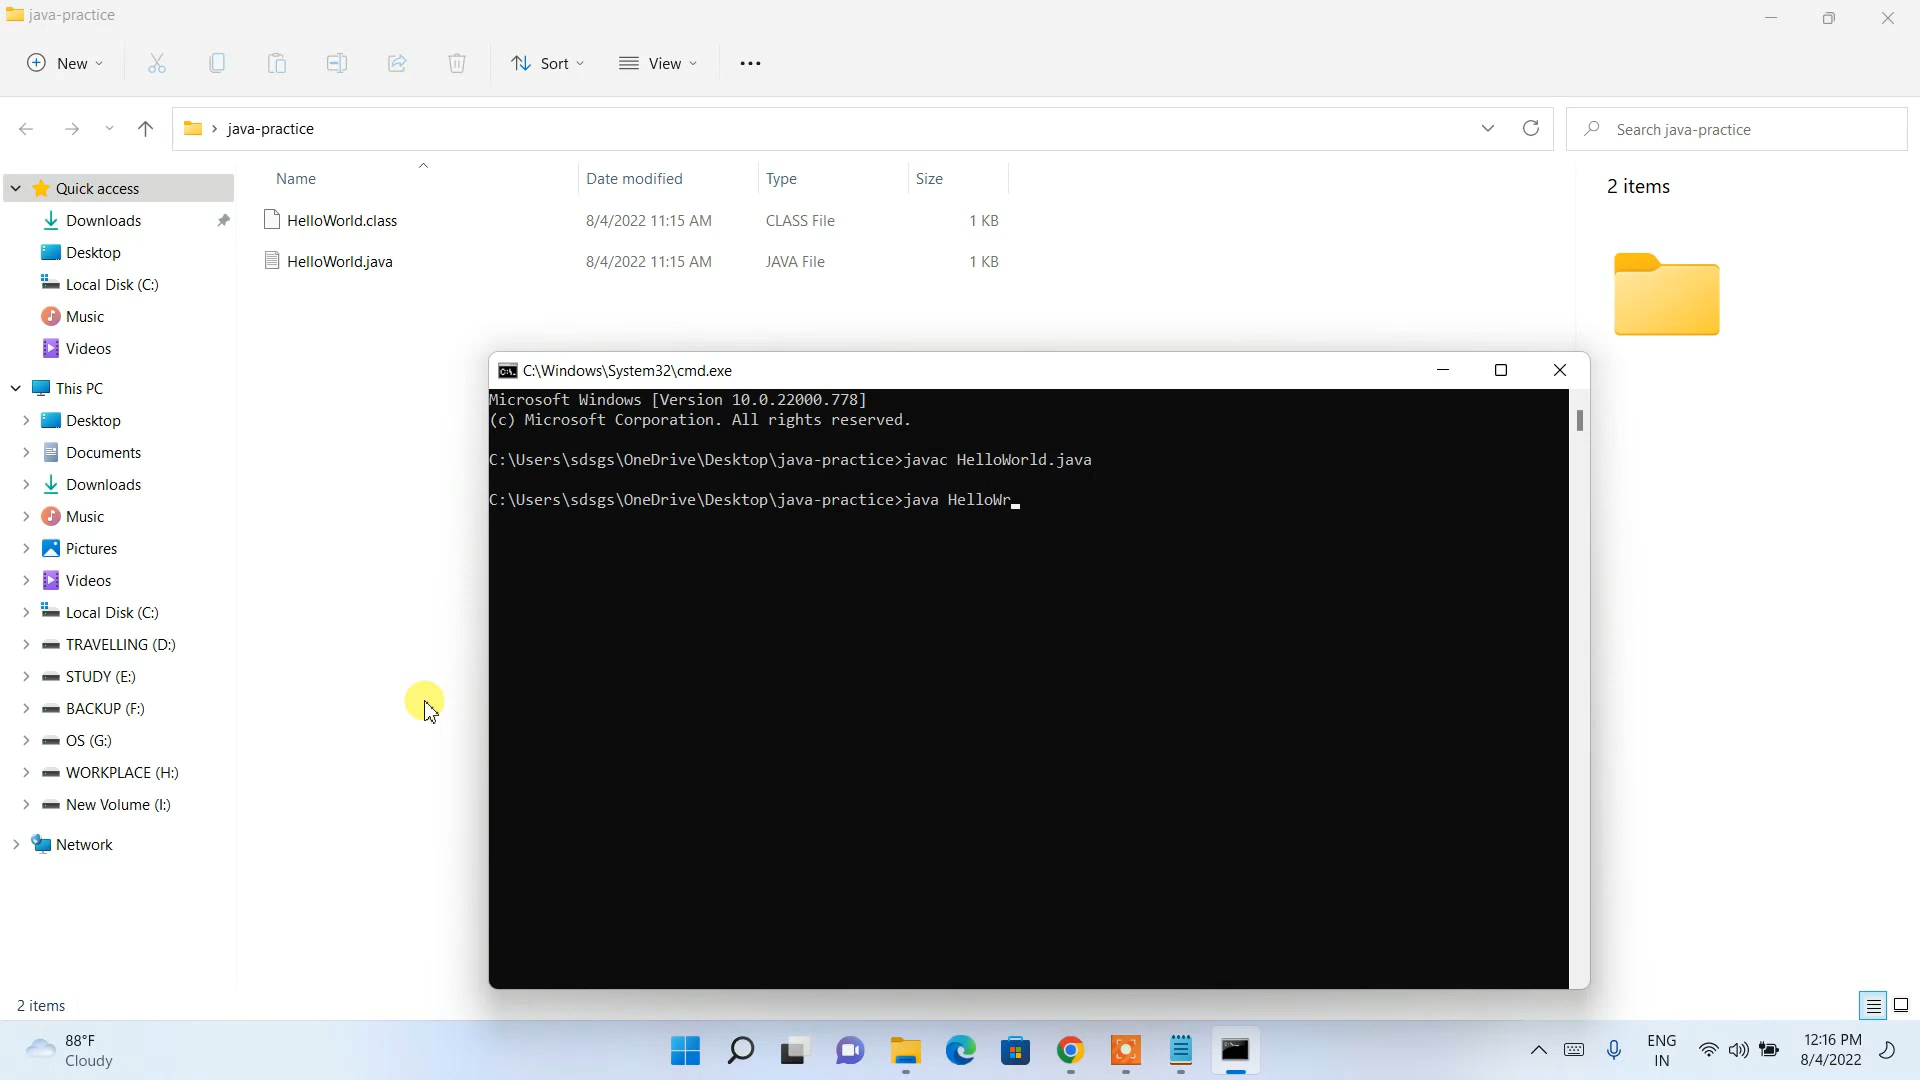 java-practice
New
Sort
View
java-practice
Search java-practice
Name
Date modified
Type
Size
2 items
Quick access
Downloads
Desktop
Local Disk (C:)
Music
Videos
This PC
Desktop
Documents
Downloads
Music
Pictures
Videos
Local Disk (C:)
TRAVELLING (D:)
STUDY (E:)
BACKUP (F:)
OS (G:)
WORKPLACE (H:)
New Volume (I:)
Network
HelloWorld.class 8/4/2022 11:15 AM CLASS File 1 KB
HelloWorld.java 8/4/2022 11:15 AM JAVA File 1 KB
C:\Windows\System32\cmd.exe
Microsoft Windows [Version 10.0.22000.778]
(c) Microsoft Corporation. All rights reserved.
C:\Users\sdsgs\OneDrive\Desktop\java-practice>javac HelloWorld.java
C:\Users\sdsgs\OneDrive\Desktop\java-practice>java HelloWr_
2 items
88°F
Cloudy
ENG
IN
12:16 PM
8/4/2022